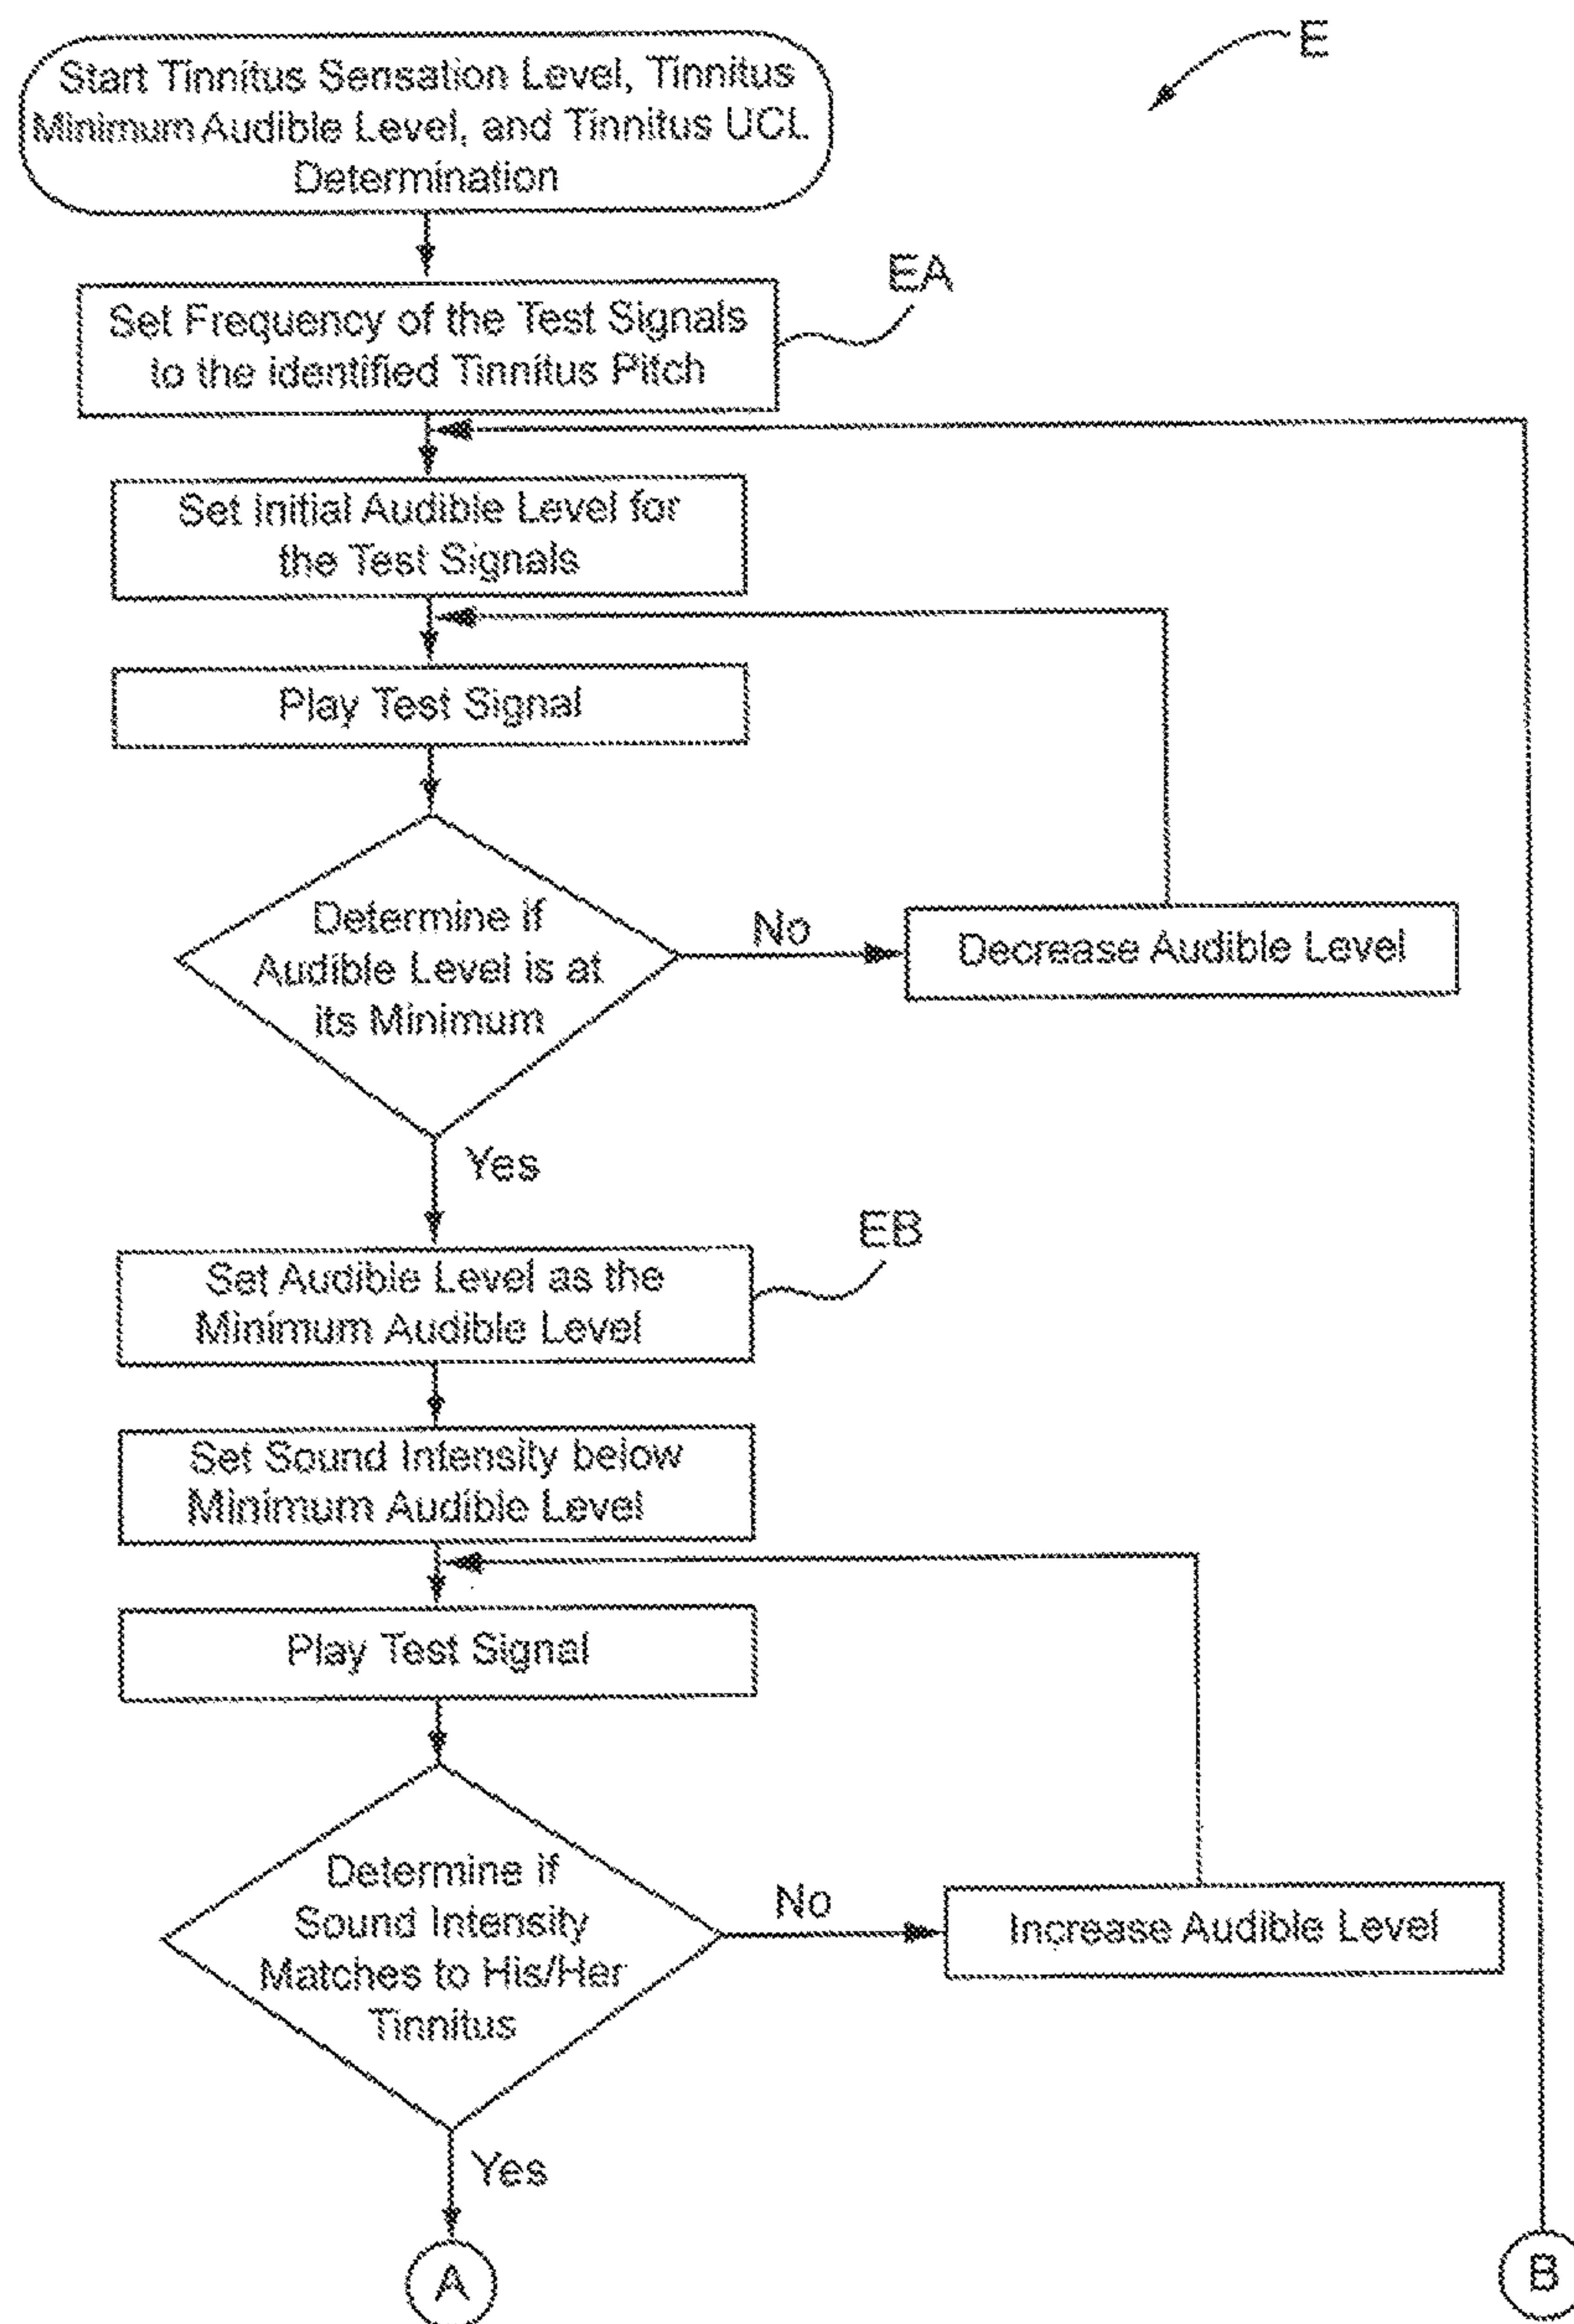 E
Start Tinnitus Sensation Level, Tinnitus
Minimum Audible Level, and Tinnitus UCL
Determination
EA
Set Frequency of the Test Signals
to the identified Tinnitus Pitch
Set Initial Audible Level for
the Test Signals
Play Test Signal
Determine if
Audible Level is at
its Minimum
No
Decrease Audible Level
Yes
EB
Set Audible Level as the
Minimum Audible Level
Set Sound Intensity below
Minimum Audible Level
Play Test Signal
Determine if
Sound Intensity
Matches to His/Her
Tinnitus
No
Increase Audible Level
Yes
A
B